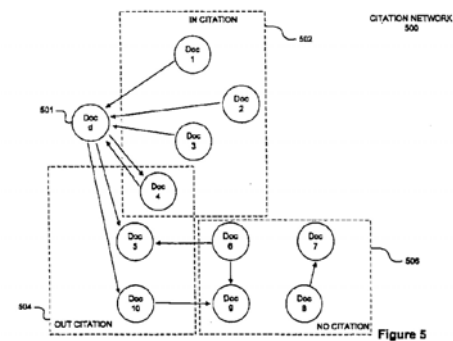 IN CITATION
502
CITATION NETWORK
500
Doc
1
501
Doc
d
Doc
2
Doc
3
Doc
4
Doc
5
Doc
6
Doc
7
506
504
Doc
10
Doc
9
Doc
8
OUT CITATION
NO CITATION
Figure 5